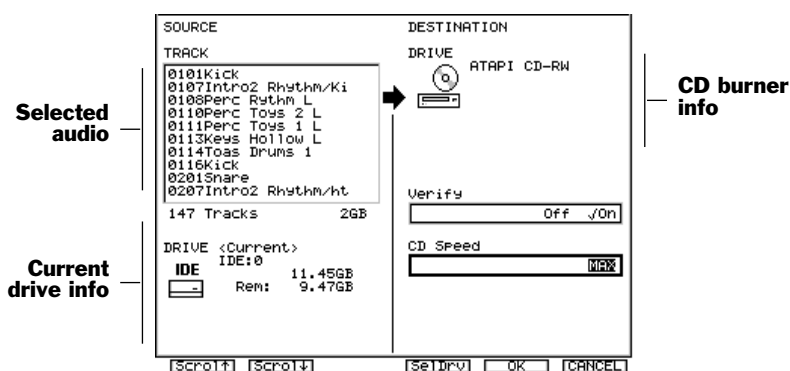 SOURCE
TRACK
0101Kick
0107Intro2 Rhythm/Ki
0108Perc Rythm L
0110Perc Toys 2 L
0111Perc Toys 1 L
0113Keys Hollow L
0114Toas Drums 1
0116Kick
0201Snare
0207Intro2 Rhythm/ht
147 Tracks 2GB
DRIVE <Current>
IDE:0
IDE
11.45GB
Rem: 9.47GB
DESTINATION
DRIVE
ATAPI CD-RW
Verify
Off √On
CD Speed
MAX
[Scrol↑] [Scrol↓] [SelDrv] [OK] [CANCEL]
Selected
audio
Current
drive info
CD burner
info